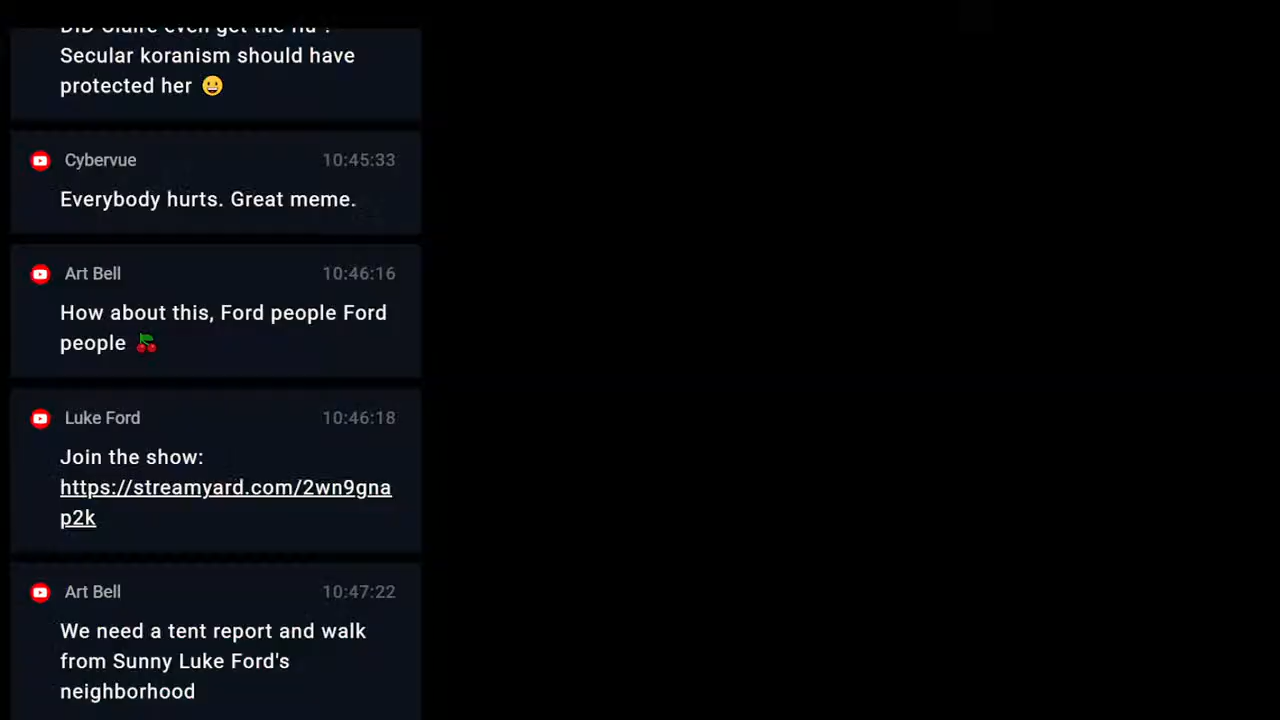 Secular koranism should have
protected her 😀
Cybervue 10:45:33
Everybody hurts. Great meme.
Art Bell 10:46:16
How about this, Ford people Ford
people 🍒
Luke Ford 10:46:18
Join the show:
https://streamyard.com/2wn9gna
p2k
Art Bell 10:47:22
We need a tent report and walk
from Sunny Luke Ford's
neighborhood